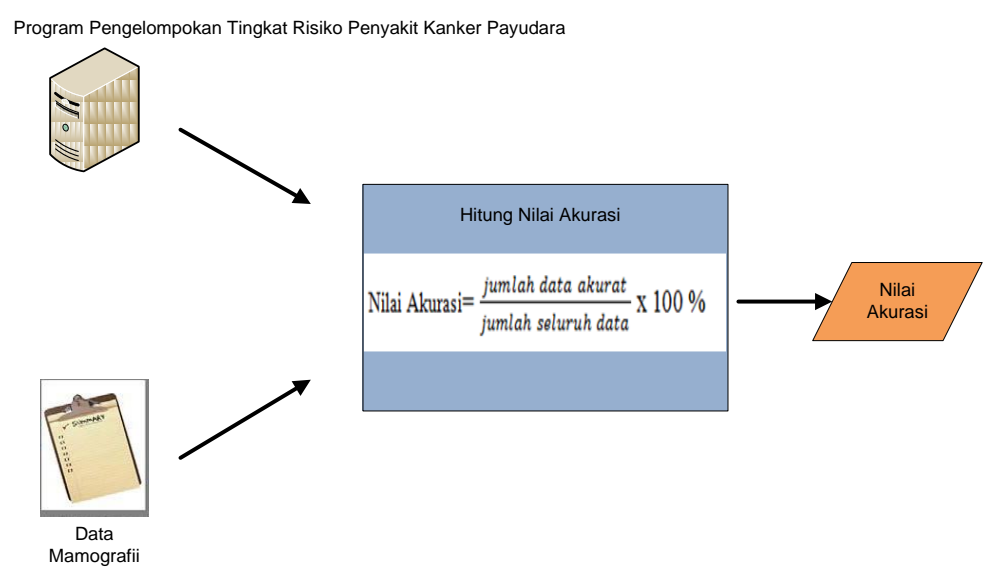 Program Pengelompokan Tingkat Risiko Penyakit Kanker Payudara
Hitung Nilai Akurasi
Nilai Akurasi= jumlah data akurat / jumlah seluruh data x 100 %
Nilai
Akurasi
SUMMARY
Data
Mamografii